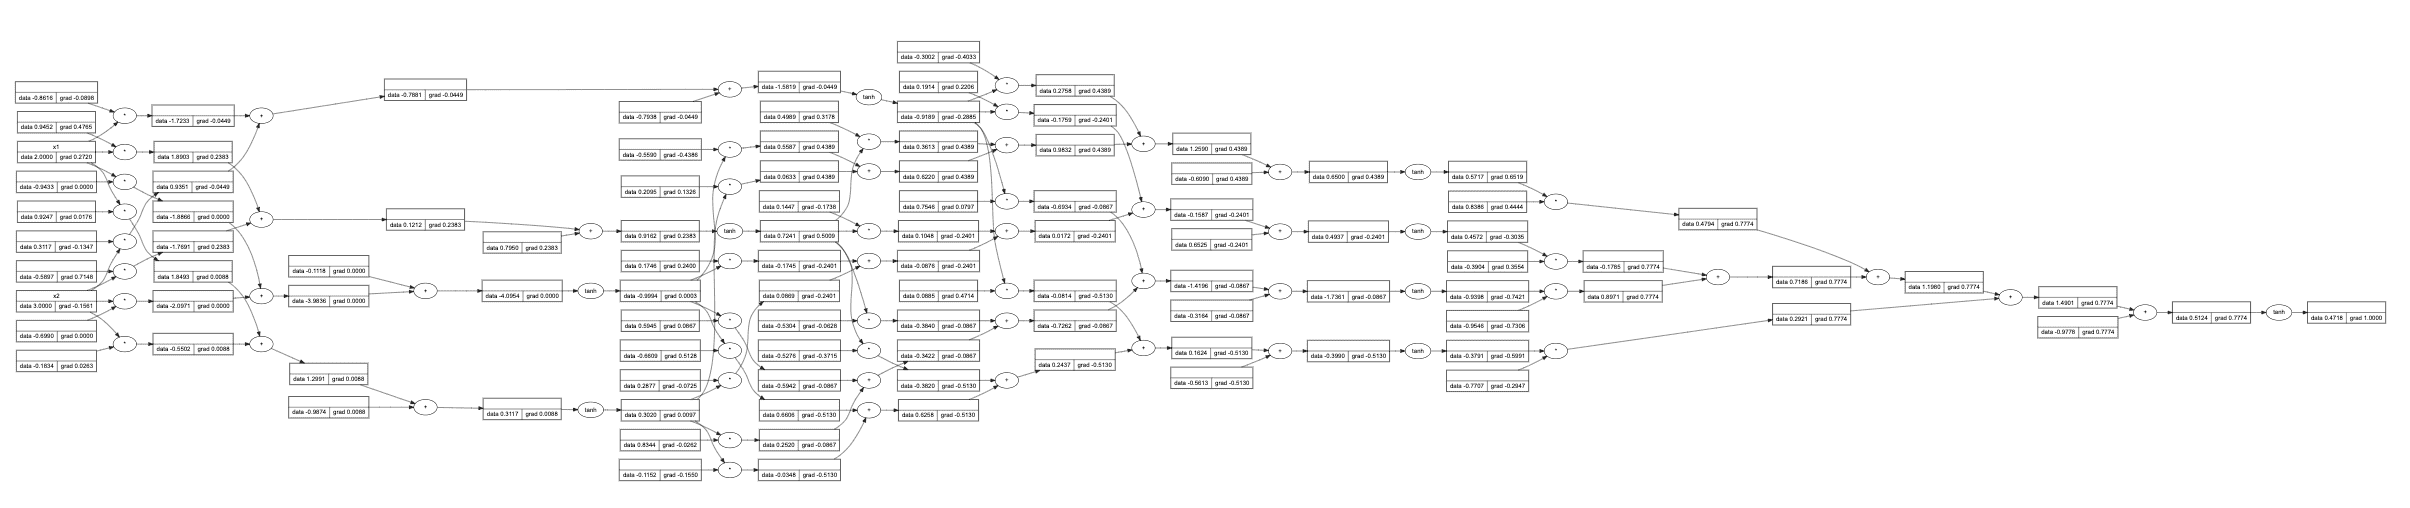 data -0.3002 | grad -0.4033
data -0.8616 | grad -0.0898
data -0.7881 | grad -0.0449
+
data -1.5819 | grad -0.0449
tanh
data 0.1914 | grad 0.2206
*
data 0.2758 | grad 0.4389
data 0.9452 | grad 0.4765
*
data -1.7233 | grad -0.0449
+
data -0.7938 | grad -0.0449
data 0.4989 | grad 0.3178
data -0.9189 | grad -0.2885
*
data -0.1759 | grad -0.2401
x1
data 2.0000 | grad 0.2720
*
data 1.8903 | grad 0.2383
data -0.5590 | grad -0.4386
*
data 0.5587 | grad 0.4389
*
data 0.3613 | grad 0.4389
+
data 0.9832 | grad 0.4389
+
data 1.2590 | grad 0.4389
data -0.9433 | grad 0.0000
*
data 0.9351 | grad -0.0449
data 0.2095 | grad 0.1326
*
data 0.0633 | grad 0.4389
+
data 0.6220 | grad 0.4389
data -0.6090 | grad 0.4389
+
data 0.6500 | grad 0.4389
tanh
data 0.5717 | grad 0.6519
data 0.9247 | grad 0.0176
*
data -1.8866 | grad 0.0000
+
data 0.1212 | grad 0.2383
data 0.1447 | grad -0.1738
data 0.7546 | grad 0.0797
*
data -0.6934 | grad -0.0867
+
data -0.1587 | grad -0.2401
data 0.8386 | grad 0.4444
*
data 0.4794 | grad 0.7774
data 0.3117 | grad -0.1347
*
data -1.7691 | grad 0.2383
data 0.7950 | grad 0.2383
+
data 0.9162 | grad 0.2383
tanh
data 0.7241 | grad 0.5009
*
data 0.1048 | grad -0.2401
+
data 0.0172 | grad -0.2401
data 0.6525 | grad -0.2401
+
data 0.4937 | grad -0.2401
tanh
data 0.4572 | grad -0.3035
data -0.5897 | grad 0.7148
*
data 1.8493 | grad 0.0088
data -0.1118 | grad 0.0000
data 0.1746 | grad 0.2400
*
data -0.1745 | grad -0.2401
+
data -0.0876 | grad -0.2401
data -0.3904 | grad 0.3554
*
data -0.1785 | grad 0.7774
+
data 0.7186 | grad 0.7774
+
data 1.1980 | grad 0.7774
x2
data 3.0000 | grad -0.1561
*
data -2.0971 | grad 0.0000
+
data -3.9836 | grad 0.0000
+
data -4.0954 | grad 0.0000
tanh
data -0.9994 | grad 0.0003
data 0.0869 | grad -0.2401
data 0.0885 | grad 0.4714
*
data -0.0814 | grad -0.5130
+
data -1.4196 | grad -0.0867
+
data -1.7361 | grad -0.0867
tanh
data -0.9398 | grad -0.7421
*
data 0.8971 | grad 0.7774
+
data 1.4901 | grad 0.7774
data -0.6990 | grad 0.0000
data 0.5945 | grad 0.0867
*
data -0.5304 | grad -0.0628
*
data -0.3840 | grad -0.0867
+
data -0.7262 | grad -0.0867
data -0.3164 | grad -0.0867
data -0.9546 | grad -0.7306
data 0.2921 | grad 0.7774
data -0.9778 | grad 0.7774
+
data 0.5124 | grad 0.7774
tanh
data 0.4718 | grad 1.0000
data -0.1834 | grad 0.0263
*
data -0.5502 | grad 0.0088
+
data -0.6609 | grad 0.5128
*
data -0.5276 | grad -0.3715
*
data -0.3422 | grad -0.0867
data 0.2437 | grad -0.5130
+
data 0.1624 | grad -0.5130
+
data -0.3990 | grad -0.5130
tanh
data -0.3791 | grad -0.5991
*
data 1.2991 | grad 0.0088
data 0.2877 | grad -0.0725
*
data -0.5942 | grad -0.0867
+
data -0.3820 | grad -0.5130
+
data -0.5613 | grad -0.5130
data -0.7707 | grad -0.2947
data -0.9874 | grad 0.0088
+
data 0.3117 | grad 0.0088
tanh
data 0.3020 | grad 0.0097
data 0.6606 | grad -0.5130
+
data 0.6258 | grad -0.5130
data 0.8344 | grad -0.0262
*
data 0.2520 | grad -0.0867
data -0.1152 | grad -0.1550
*
data -0.0348 | grad -0.5130